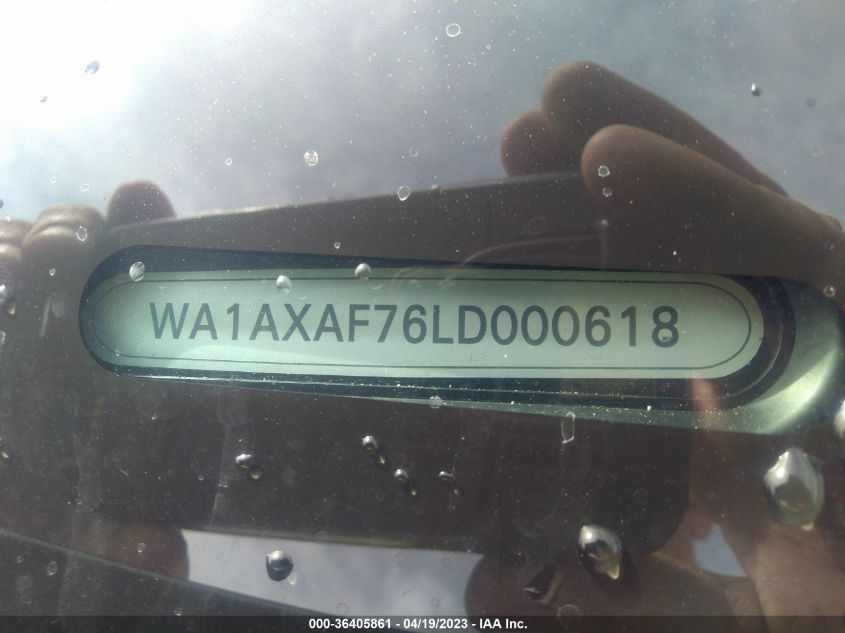 WA1AXAF76LD000618
000-36405861 - 04/19/2023 - IAA Inc.